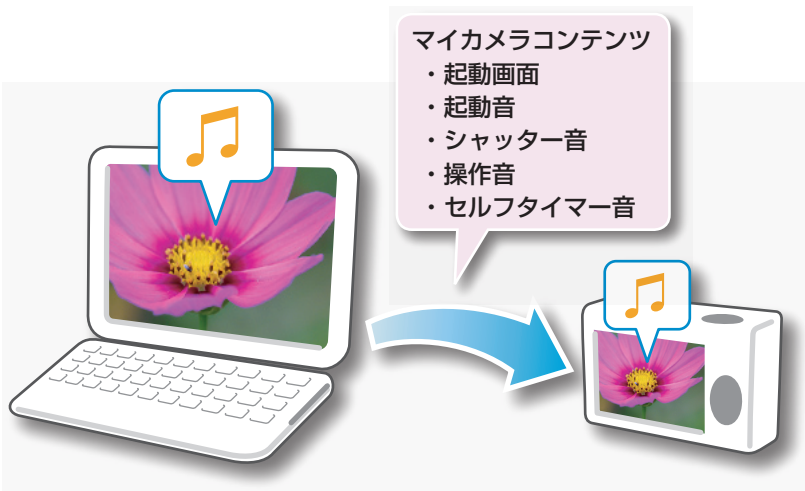 マイカメラコンテンツ
・起動画面
・起動音
・シャッター音
・操作音
・セルフタイマー音